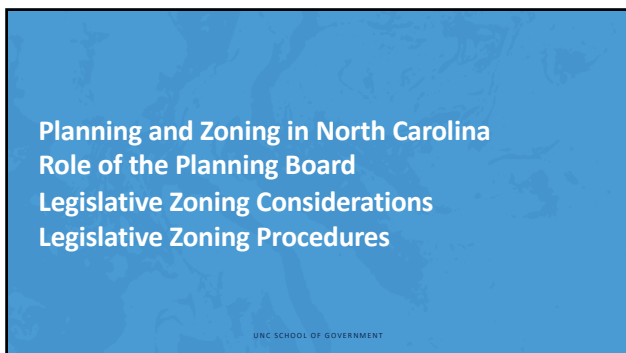 Planning and Zoning in North Carolina
Role of the Planning Board
Legislative Zoning Considerations
Legislative Zoning Procedures
UNC SCHOOL OF GOVERNMENT